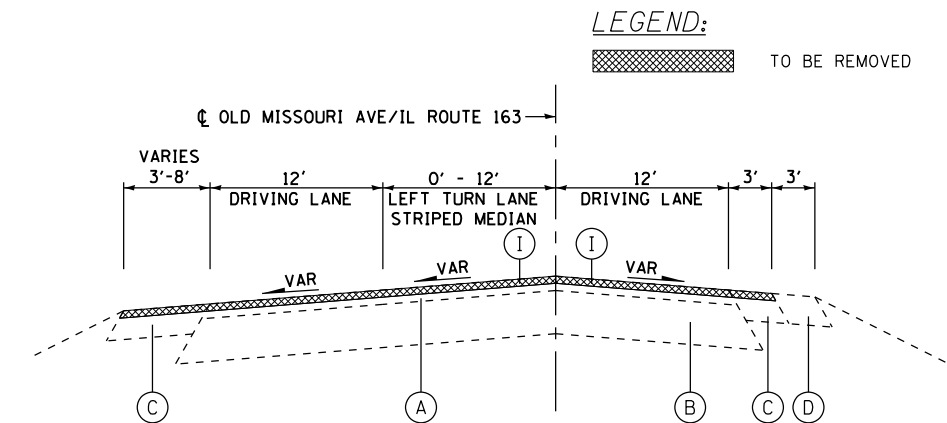 LEGEND:
TO BE REMOVED
℄ OLD MISSOURI AVE/IL ROUTE 163
VARIES
3'-8' 12' 0' - 12' 12' 3' 3'
DRIVING LANE LEFT TURN LANE DRIVING LANE
STRIPED MEDIAN
I I
VAR VAR VAR
C A B C D